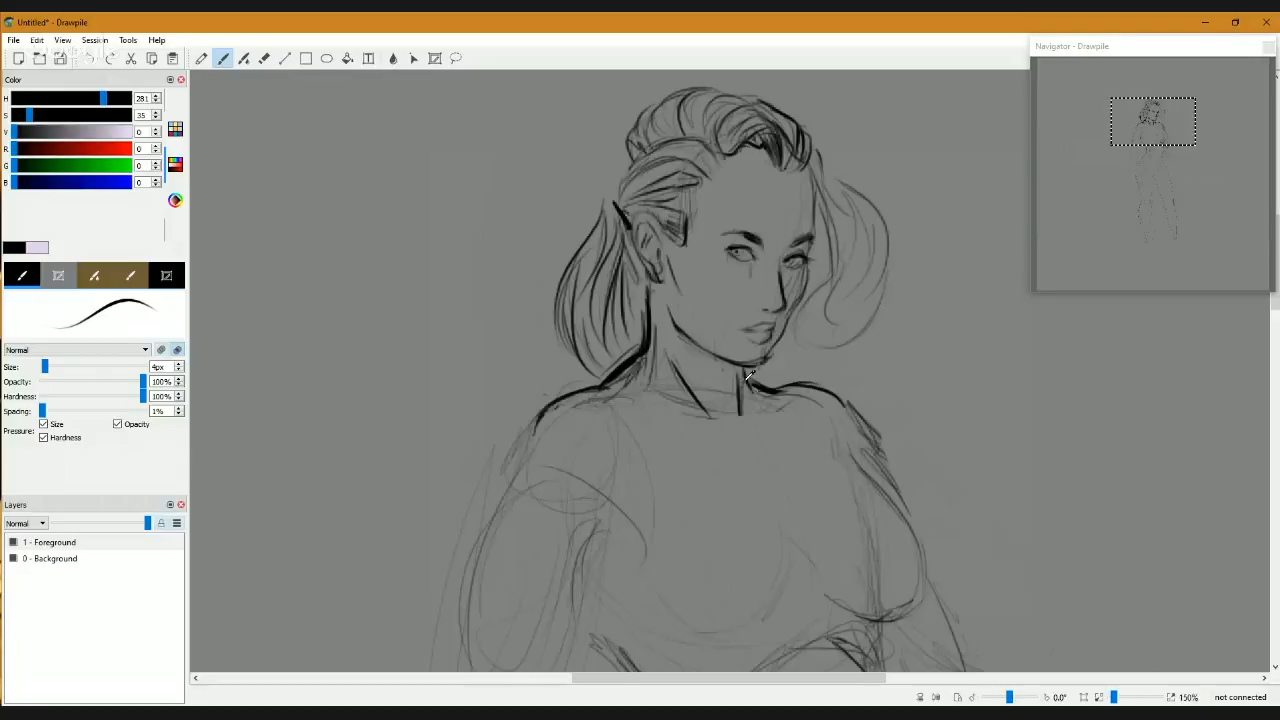 Untitled* - Drawpile
File Edit View Session Tools Help
Navigator - Drawpile
Color
H 281
S 35
V 0
R 0
G 0
B 0
Normal
Size: 4px
Opacity: 100%
Hardness: 100%
Spacing: 1%
Pressure: Size Opacity
Hardness
Layers
Normal
1 - Foreground
0 - Background
0.0° 150% not connected